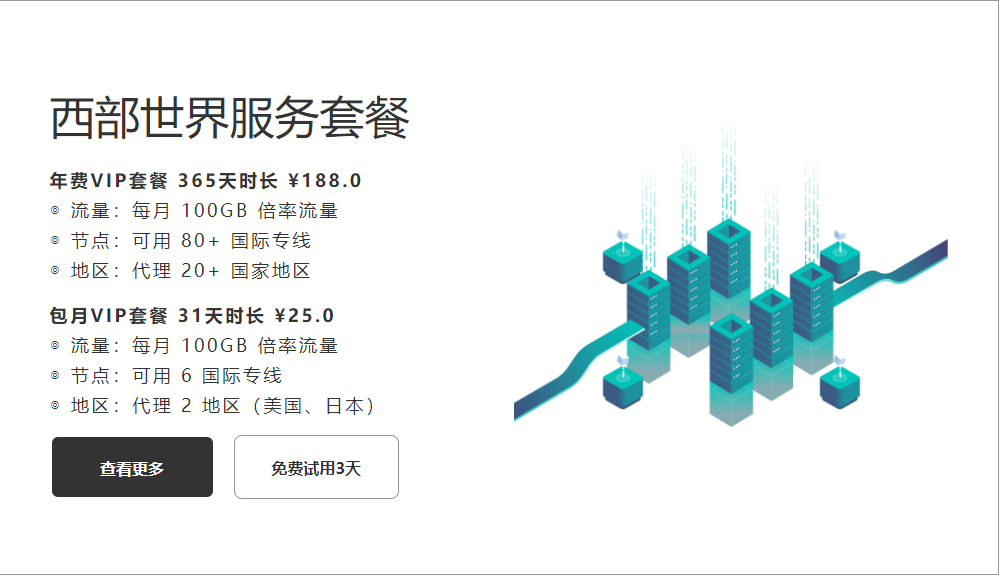 西部世界服务套餐
年费VIP套餐 365天时长 ¥188.0
◎ 流量：每月 100GB 倍率流量
◎ 节点：可用 80+ 国际专线
◎ 地区：代理 20+ 国家地区
包月VIP套餐 31天时长 ¥25.0
◎ 流量：每月 100GB 倍率流量
◎ 节点：可用 6 国际专线
◎ 地区：代理 2 地区（美国、日本）
查看更多 免费试用3天